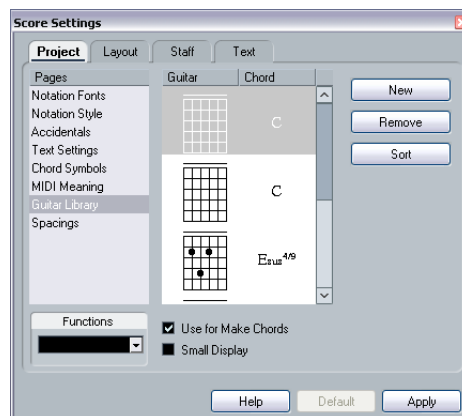 Score Settings
Project Layout Staff Text
Pages
Notation Fonts
Notation Style
Accidentals
Text Settings
Chord Symbols
MIDI Meaning
Guitar Library
Spacings
Functions
Guitar Chord
C
C
Esus4/9
Use for Make Chords
Small Display
New
Remove
Sort
Help Default Apply